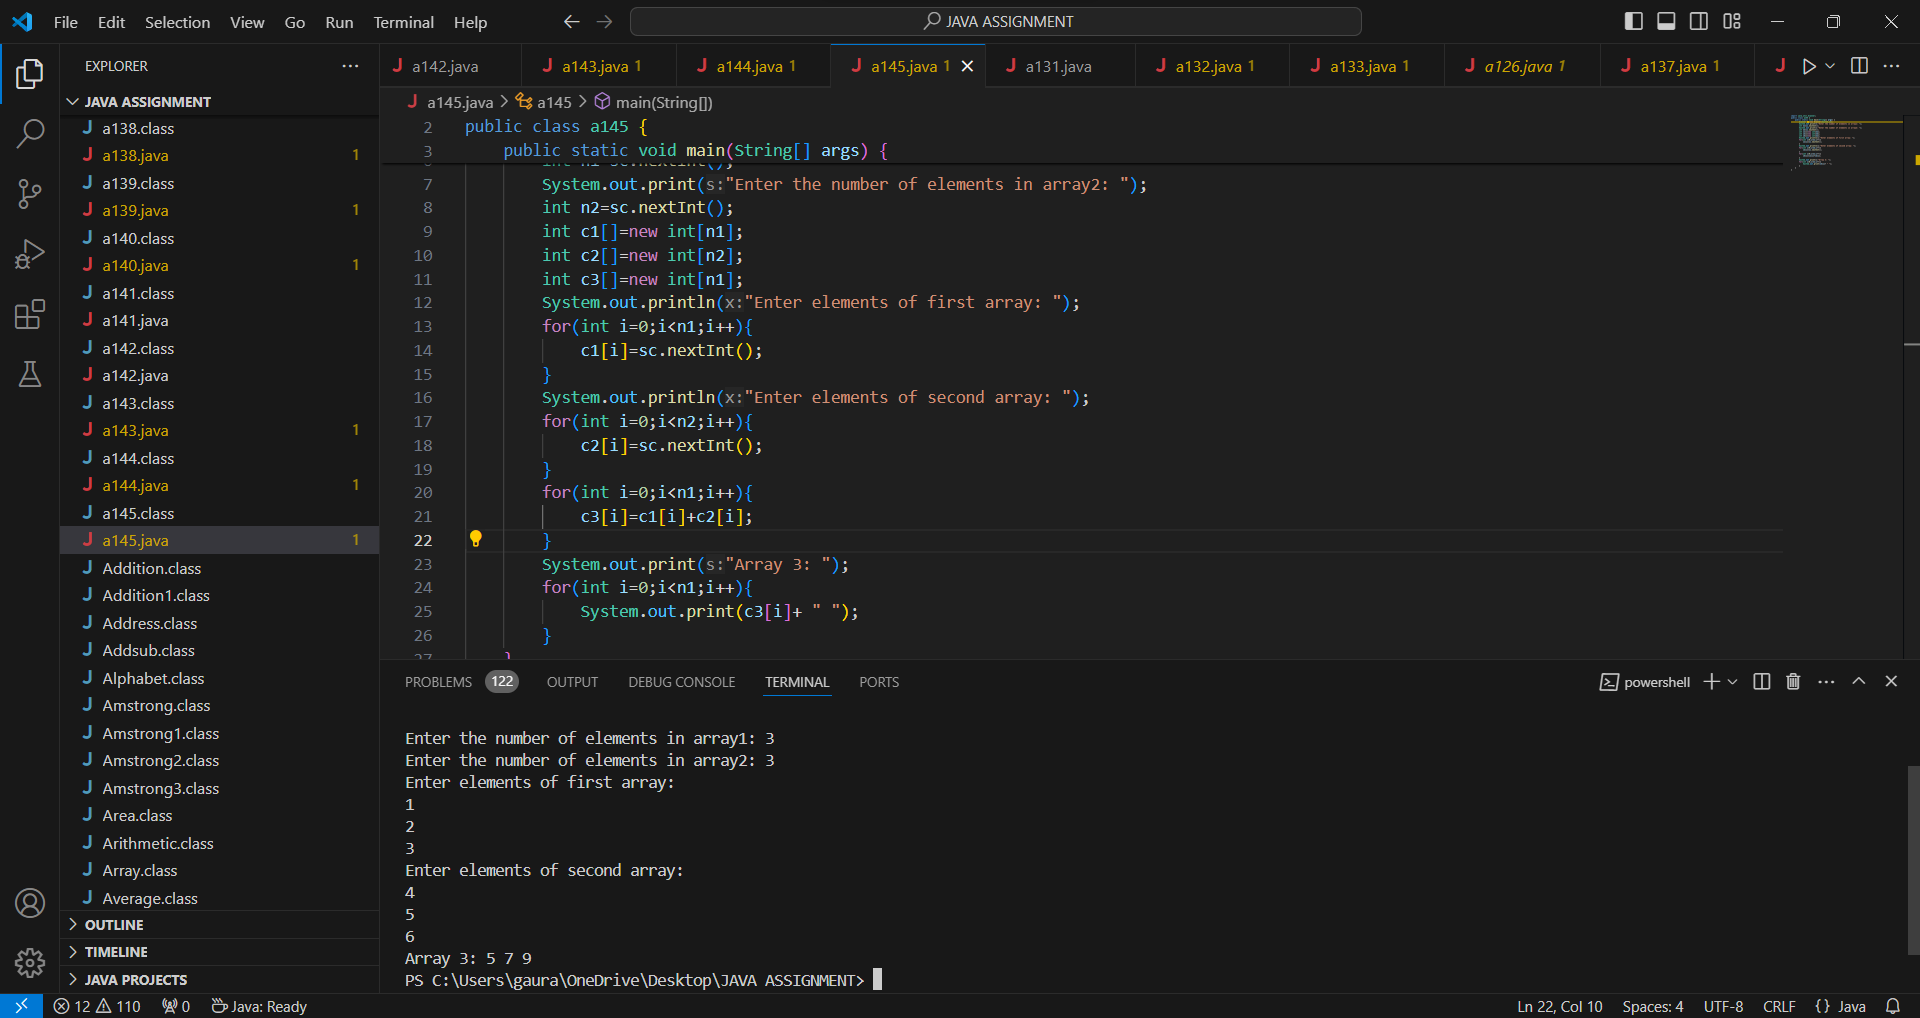 File Edit Selection View Go Run Terminal Help
JAVA ASSIGNMENT
EXPLORER
JAVA ASSIGNMENT
J a138.class
J a138.java 1
J a139.class
J a139.java 1
J a140.class
J a140.java 1
J a141.class
J a141.java
J a142.class
J a142.java
J a143.class
J a143.java 1
J a144.class
J a144.java 1
J a145.class
J a145.java 1
J Addition.class
J Addition1.class
J Address.class
J Addsub.class
J Alphabet.class
J Amstrong.class
J Amstrong1.class
J Amstrong2.class
J Amstrong3.class
J Area.class
J Arithmetic.class
J Array.class
J Average.class
OUTLINE
TIMELINE
JAVA PROJECTS
J a142.java J a143.java 1 J a144.java 1 J a145.java 1 J a131.java J a132.java 1 J a133.java 1 J a126.java 1 J a137.java 1 J
J a145.java > a145 > main(String[])
2 public class a145 {
3 public static void main(String[] args) {
7 System.out.print(s:"Enter the number of elements in array2: ");
8 int n2=sc.nextInt();
9 int c1[]=new int[n1];
10 int c2[]=new int[n2];
11 int c3[]=new int[n1];
12 System.out.println(x:"Enter elements of first array: ");
13 for(int i=0;i<n1;i++){
14 c1[i]=sc.nextInt();
15 }
16 System.out.println(x:"Enter elements of second array: ");
17 for(int i=0;i<n2;i++){
18 c2[i]=sc.nextInt();
19 }
20 for(int i=0;i<n1;i++){
21 c3[i]=c1[i]+c2[i];
22 }
23 System.out.print(s:"Array 3: ");
24 for(int i=0;i<n1;i++){
25 System.out.print(c3[i]+ " ");
26 }
27 }
PROBLEMS 122 OUTPUT DEBUG CONSOLE TERMINAL PORTS
powershell
Enter the number of elements in array1: 3
Enter the number of elements in array2: 3
Enter elements of first array:
1
2
3
Enter elements of second array:
4
5
6
Array 3: 5 7 9
PS C:\Users\gaura\OneDrive\Desktop\JAVA ASSIGNMENT>
12 110 0 Java: Ready
Ln 22, Col 10 Spaces: 4 UTF-8 CRLF {} Java